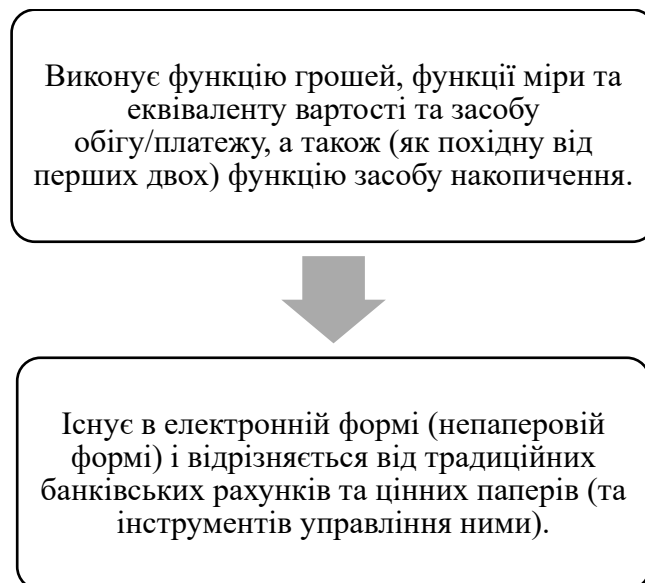 Виконує функцію грошей, функції міри та
еквіваленту вартості та засобу
обігу/платежу, а також (як похідну від
перших двох) функцію засобу накопичення.
Існує в електронній формі (непаперовій
формі) і відрізняється від традиційних
банківських рахунків та цінних паперів (та
інструментів управління ними).